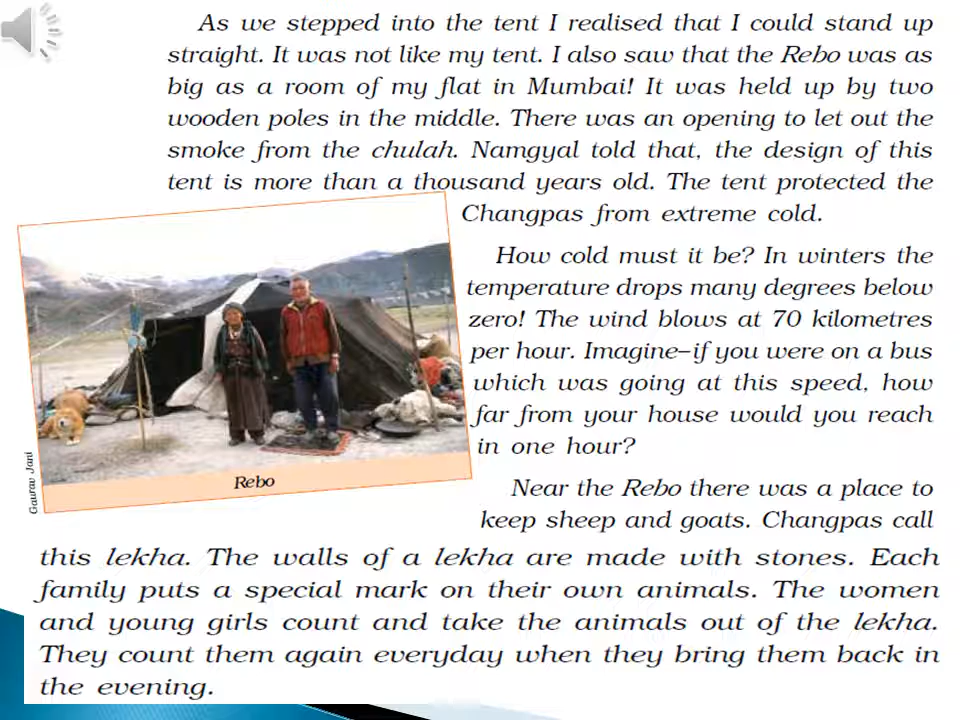 As we stepped into the tent I realised that I could stand up
straight. It was not like my tent. I also saw that the Rebo was as
big as a room of my flat in Mumbai! It was held up by two
wooden poles in the middle. There was an opening to let out the
smoke from the chulah. Namgyal told that, the design of this
tent is more than a thousand years old. The tent protected the
Changpas from extreme cold.
How cold must it be? In winters the
temperature drops many degrees below
zero! The wind blows at 70 kilometres
per hour. Imagine–if you were on a bus
which was going at this speed, how
far from your house would you reach
in one hour?
Gaurav Jani
Rebo
Near the Rebo there was a place to
keep sheep and goats. Changpas call
this lekha. The walls of a lekha are made with stones. Each
family puts a special mark on their own animals. The women
and young girls count and take the animals out of the lekha.
They count them again everyday when they bring them back in
the evening.